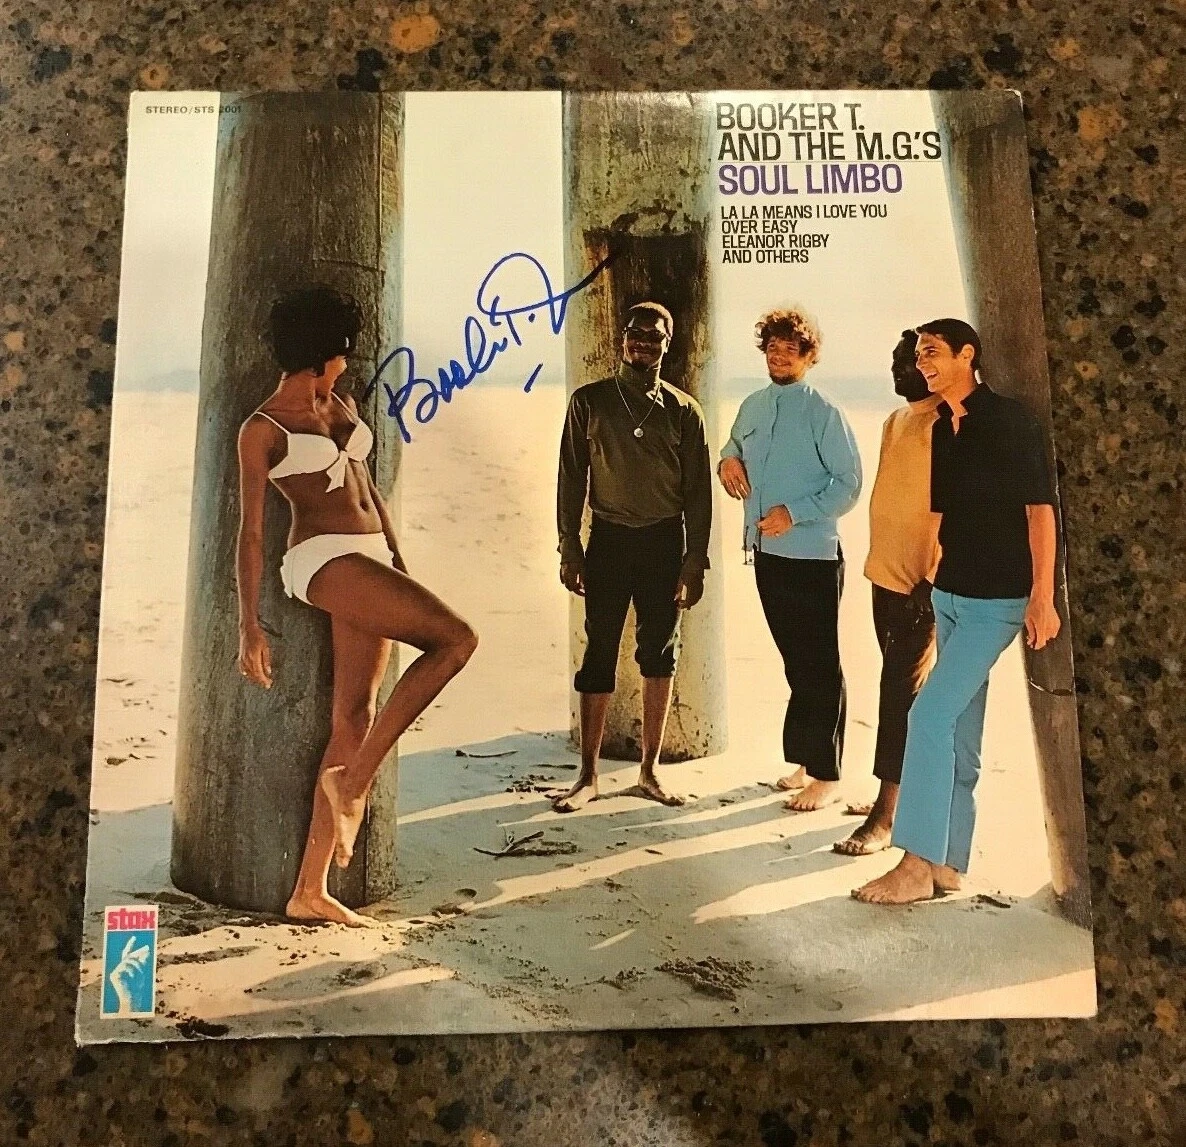 STEREO/STS 2001
BOOKER T.
AND THE M.G.'S
SOUL LIMBO
LA LA MEANS I LOVE YOU
OVER EASY
ELEANOR RIGBY
AND OTHERS
Booker T. J
stax